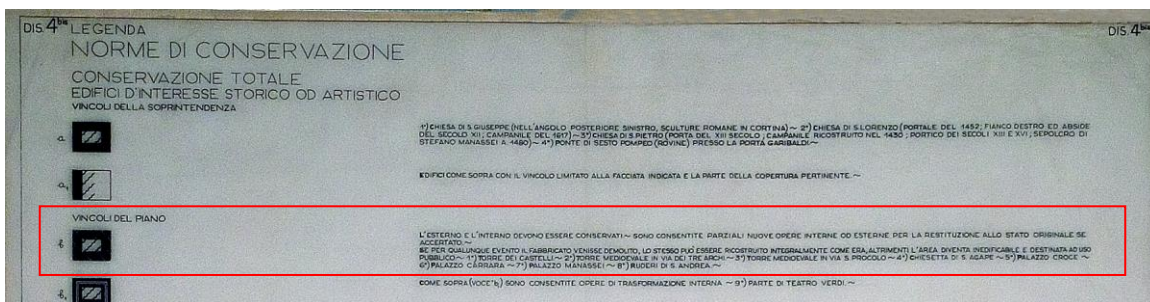 DIS. 4bis LEGENDA DIS. 4bis
NORME DI CONSERVAZIONE
CONSERVAZIONE TOTALE
EDIFICI D'INTERESSE STORICO OD ARTISTICO
VINCOLI DELLA SOPRINTENDENZA
a 1°) CHIESA DI S. GIUSEPPE (NELL'ANGOLO POSTERIORE SINISTRO, SCULTURE ROMANE IN CORTINA) ~ 2°) CHIESA DI S. LORENZO (PORTALE DEL 1452; FIANCO DESTRO ED ABSIDE
DEL SECOLO XII; CAMPANILE DEL 1617) ~ 3°) CHIESA DI S. PIETRO (PORTA DEL XIII SECOLO; CAMPANILE RICOSTRUITO NEL 1430; PORTICO DEI SECOLI XIII E XVI; SEPOLCRO DI
STEFANO MANASSEI A. 1480) ~ 4°) PONTE DI SESTO POMPEO (ROVINE) PRESSO LA PORTA GARIBALDI. ~
a, EDIFICI COME SOPRA CON IL VINCOLO LIMITATO ALLA FACCIATA INDICATA E LA PARTE DELLA COPERTURA PERTINENTE. ~
VINCOLI DEL PIANO
b L'ESTERNO E L'INTERNO DEVONO ESSERE CONSERVATI ~ SONO CONSENTITE PARZIALI NUOVE OPERE INTERNE OD ESTERNE PER LA RESTITUZIONE ALLO STATO ORIGINALE SE
ACCERTATO. ~
SE PER QUALUNQUE EVENTO IL FABBRICATO VENISSE DEMOLITO, LO STESSO PUÒ ESSERE RICOSTRUITO INTEGRALMENTE COME ERA, ALTRIMENTI L'AREA DIVENTA INEDIFICABILE E DESTINATA AD USO
PUBBLICO ~ 1°) TORRE DEI CASTELLI ~ 2°) TORRE MEDIOEVALE IN VIA DEI TRE ARCHI ~ 3°) TORRE MEDIOEVALE IN VIA S. PROCOLO ~ 4°) CHIESETTA DI S. AGAPE ~ 5°) PALAZZO CROCE ~
6°) PALAZZO CARRARA ~ 7°) PALAZZO MANASSEI ~ 8°) RUDERI DI S. ANDREA. ~
b, COME SOPRA (VOCE "b) SONO CONSENTITE OPERE DI TRASFORMAZIONE INTERNA ~ 9°) PARTE DI TEATRO VERDI. ~